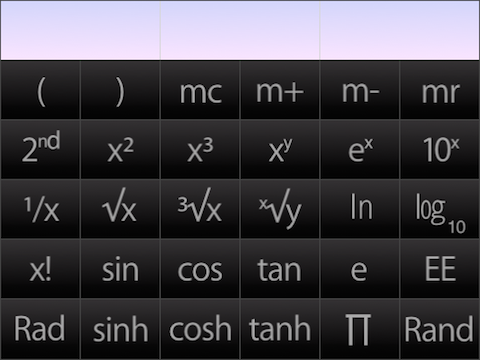 ( ) mc m+ m- mr
2nd x² x³ xʸ eˣ 10ˣ
¹/x √x ³√x ˣ√y ln log₁₀
x! sin cos tan e EE
Rad sinh cosh tanh ∏ Rand